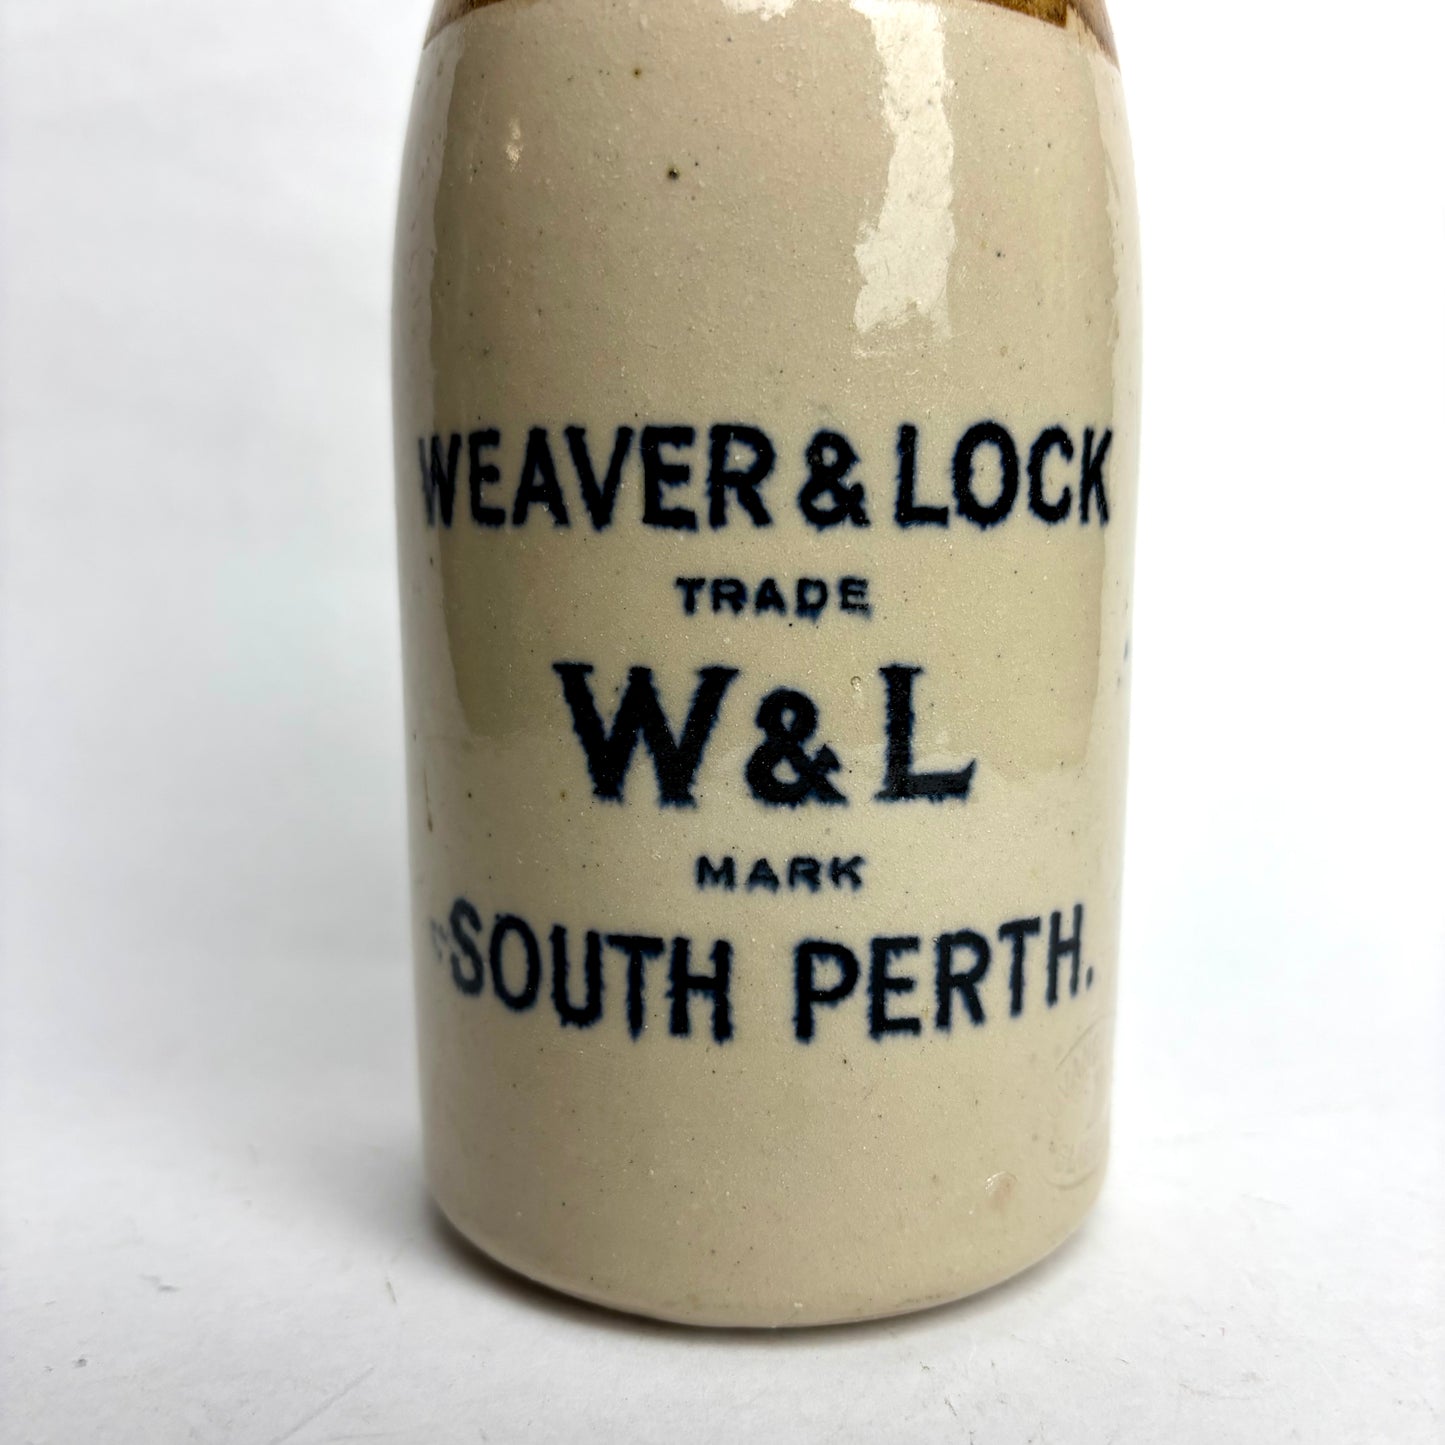 WEAVER & LOCK
TRADE
W & L
MARK
SOUTH PERTH.